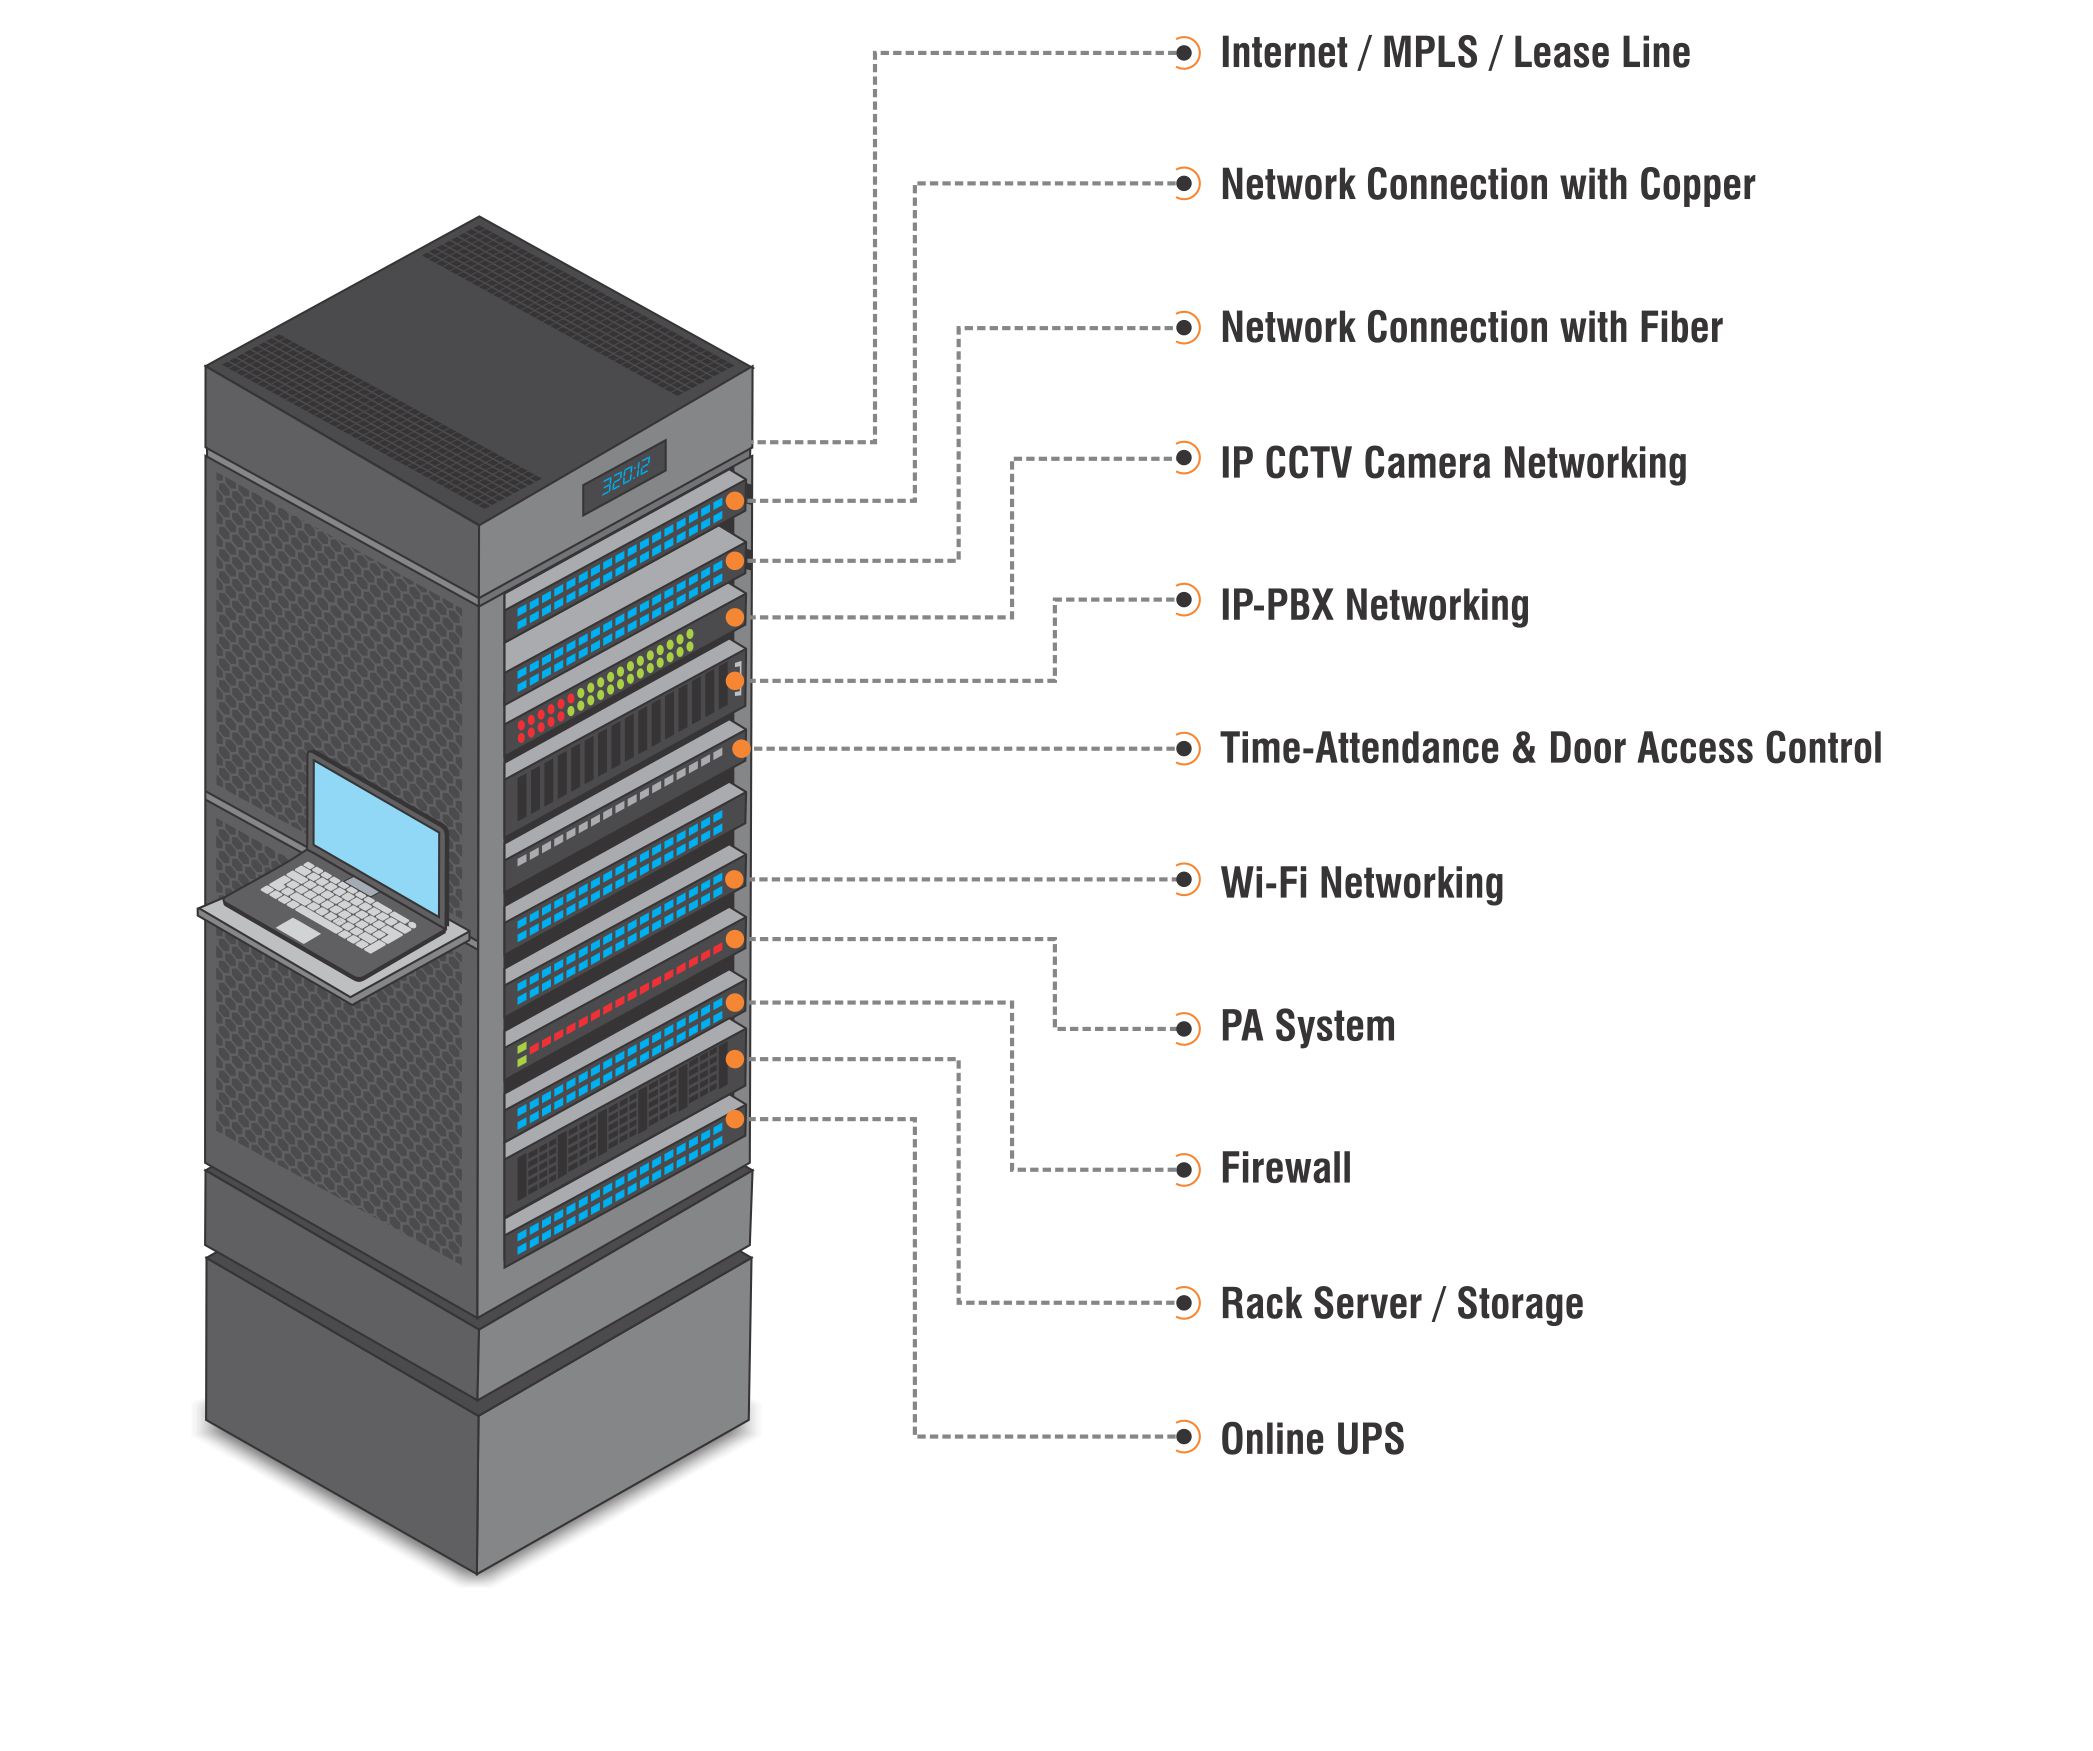 Internet / MPLS / Lease Line
Network Connection with Copper
Network Connection with Fiber
IP CCTV Camera Networking
320:12
IP-PBX Networking
Time-Attendance & Door Access Control
Wi-Fi Networking
PA System
Firewall
Rack Server / Storage
Online UPS